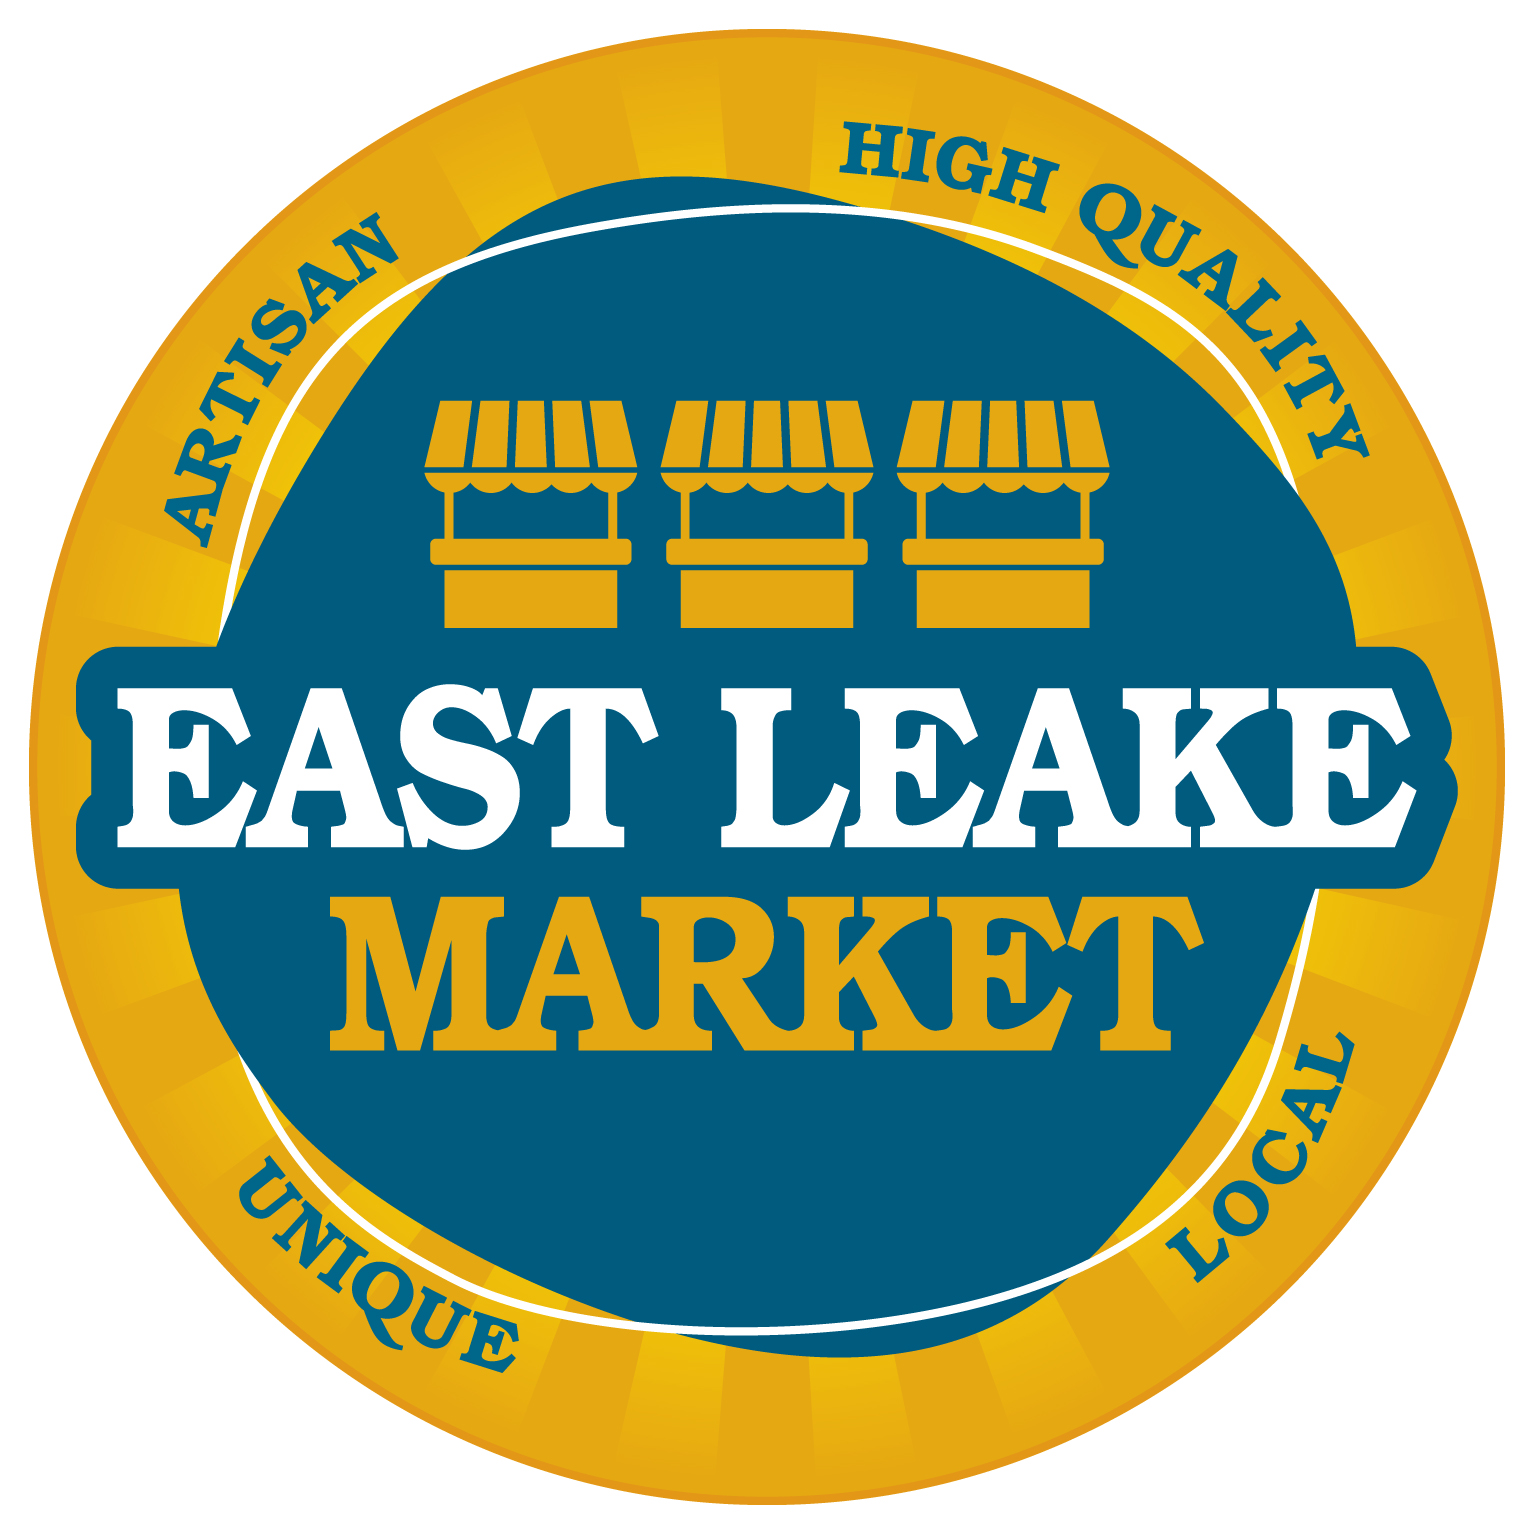 ARTISAN
HIGH QUALITY
EAST LEAKE
MARKET
UNIQUE
LOCAL